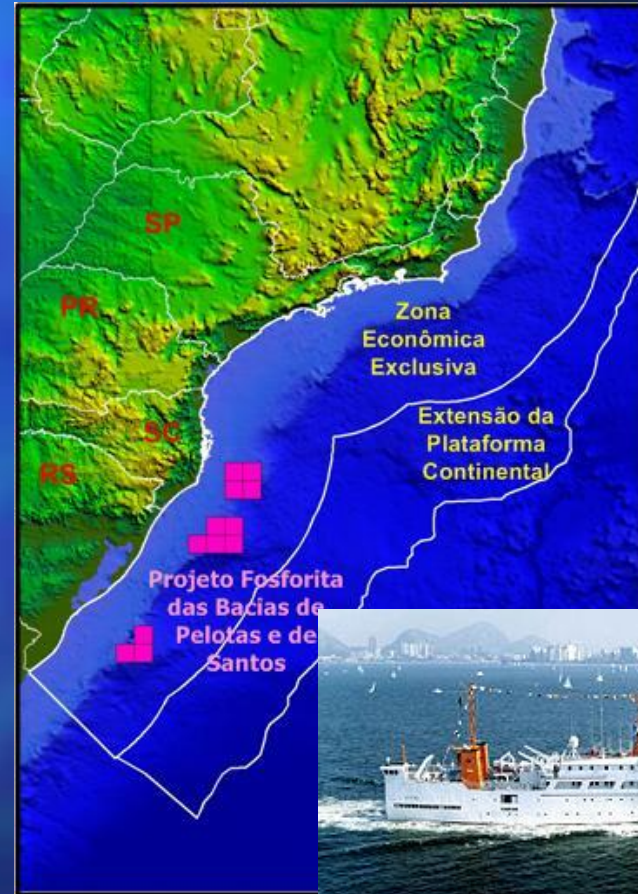 SP
PR
SC
RS
Zona
Econômica
Exclusiva
Extensão da
Plataforma
Continental
Projeto Fosforita
das Bacias de
Pelotas e de
Santos